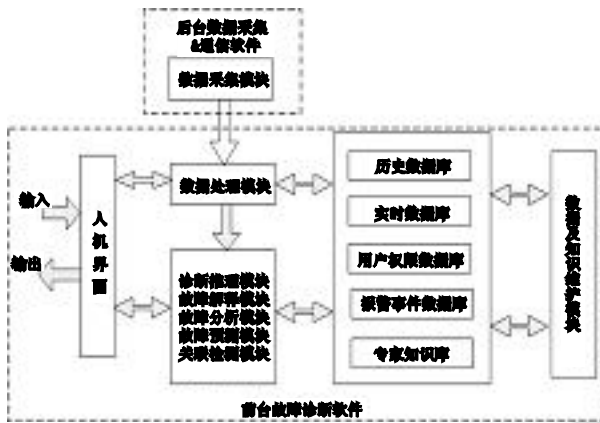 后台数据采集
&通信软件
数据采集模块
输入
输出
人机界面
数据处理模块
诊断推理模块
故障解释模块
故障分析模块
故障预测模块
关联检测模块
历史数据库
实时数据库
用户权限数据库
报警事件数据库
专家知识库
数据及知识维护模块
前台故障诊断软件